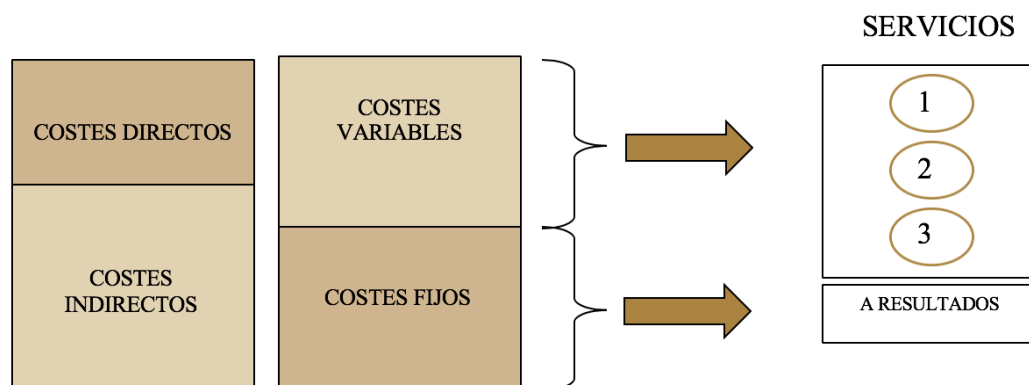 SERVICIOS
COSTES DIRECTOS
COSTES
VARIABLES
1
2
3
COSTES
INDIRECTOS
COSTES FIJOS
A RESULTADOS